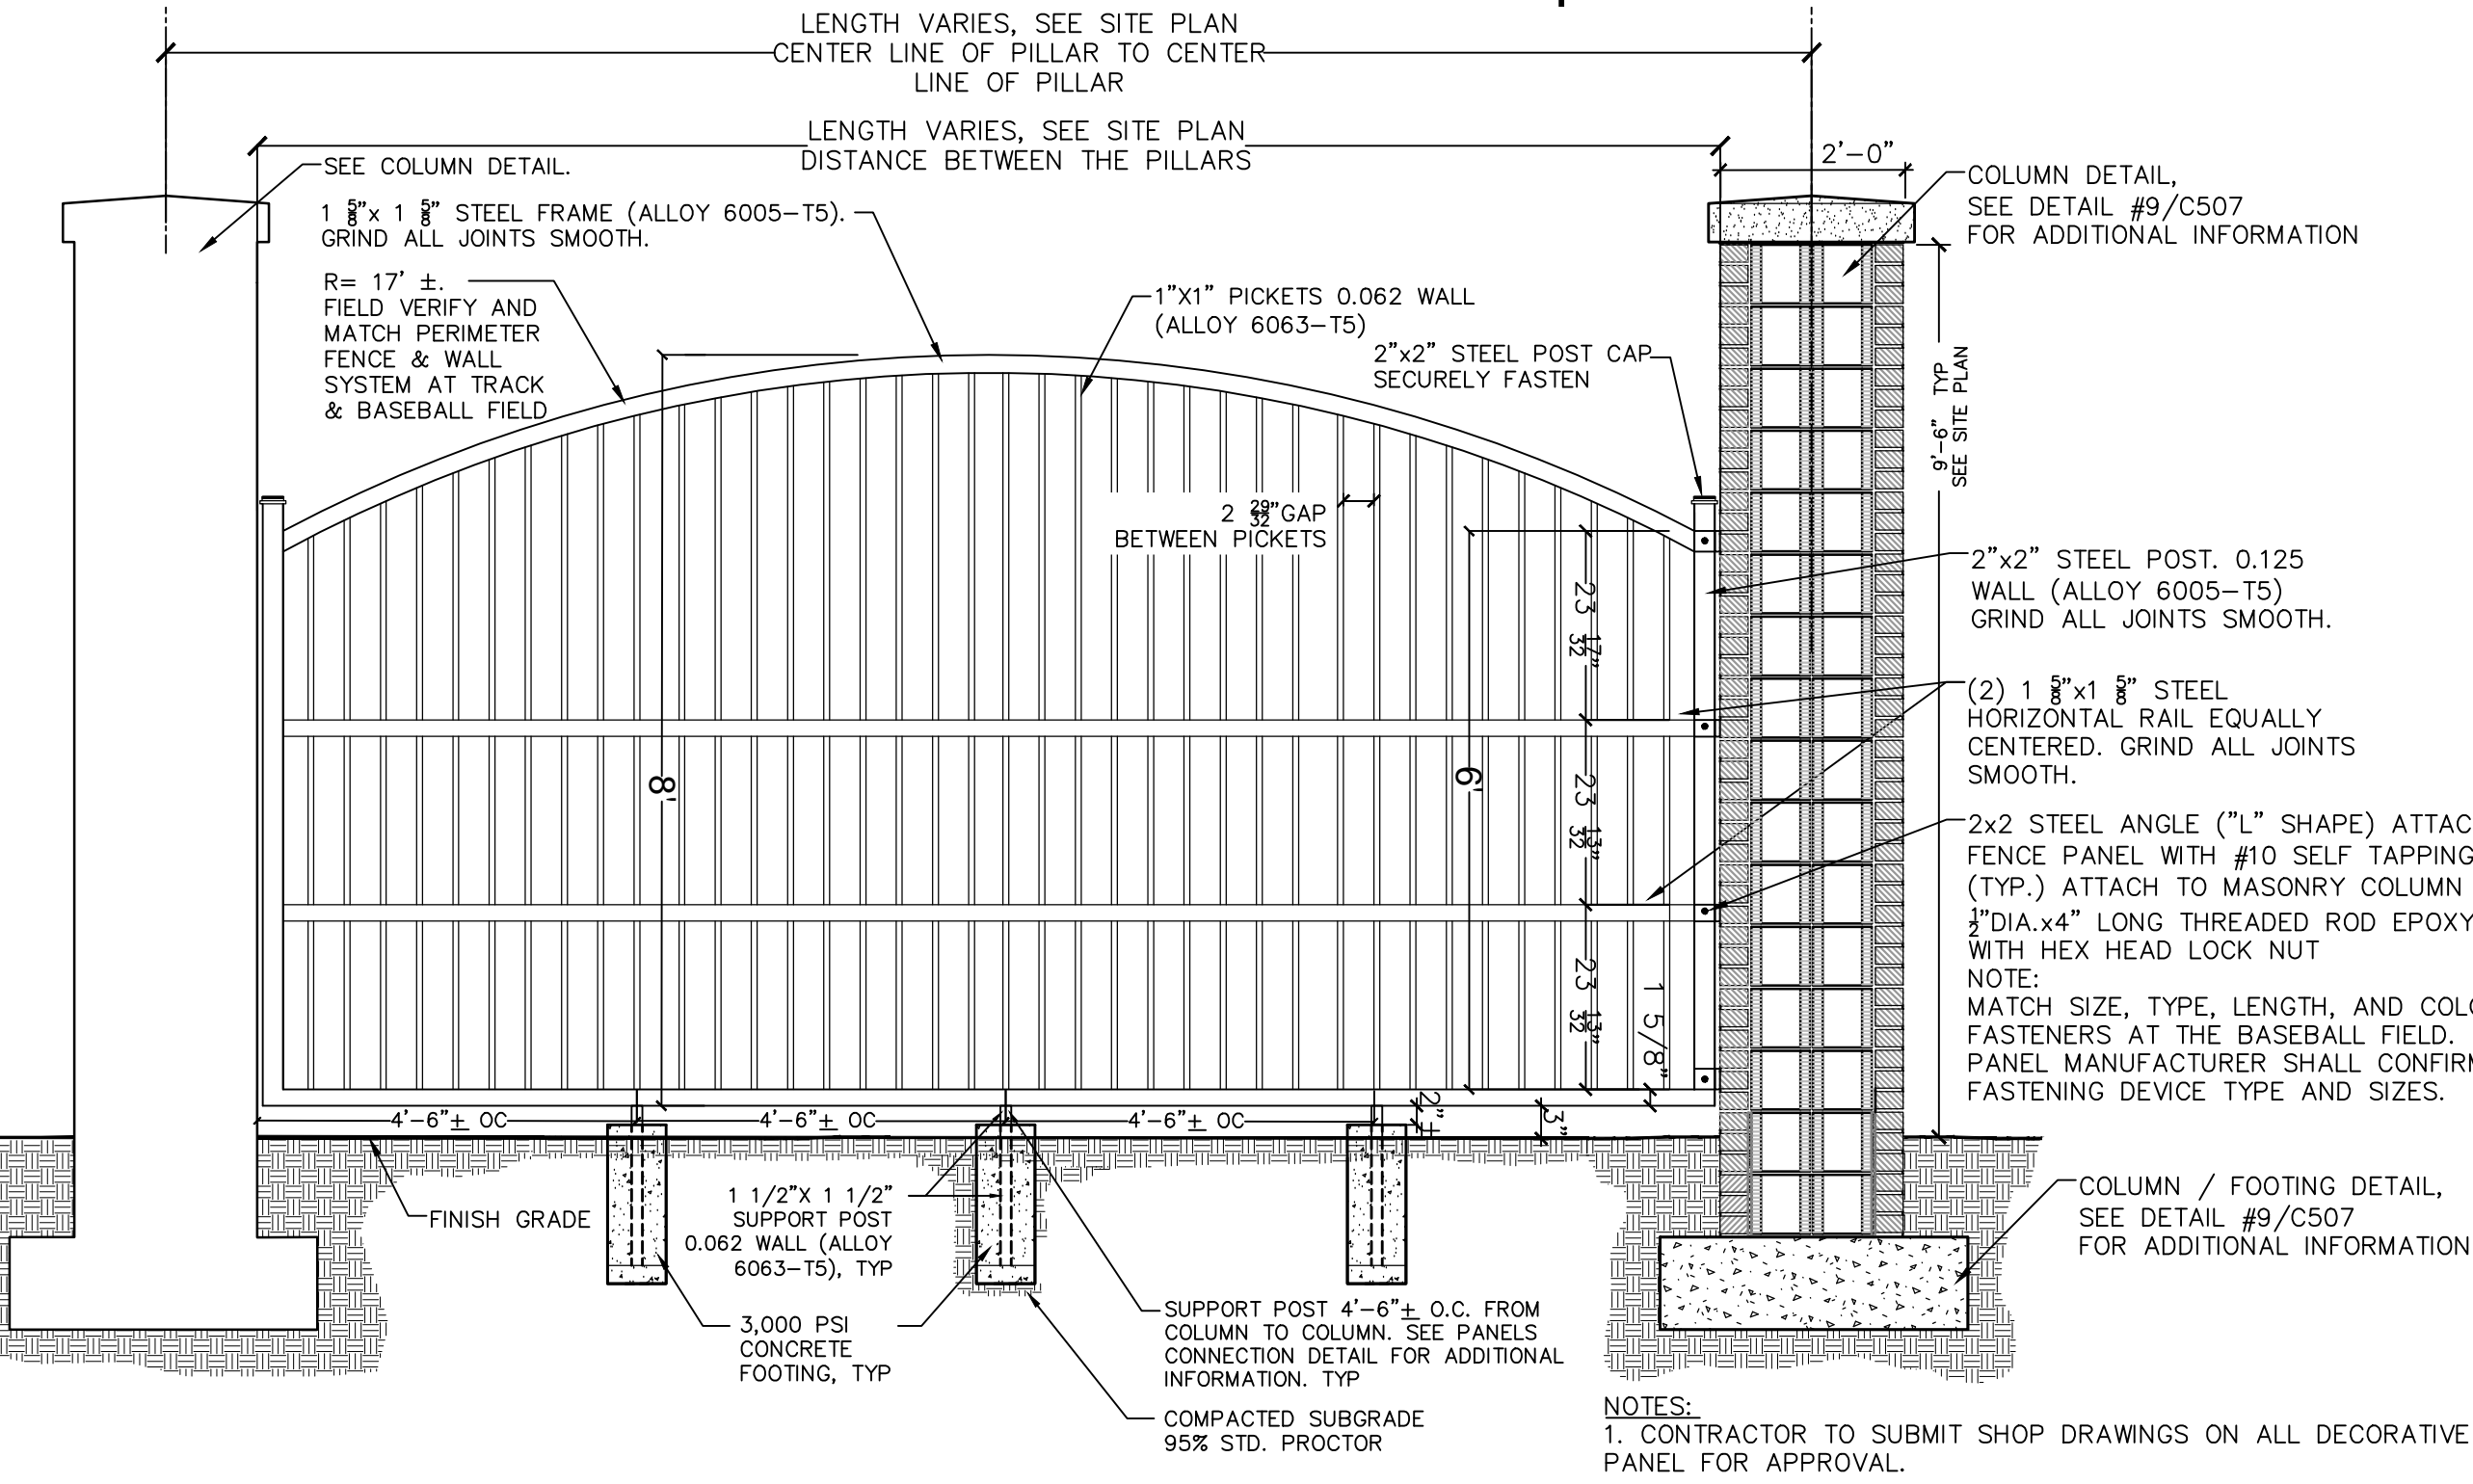 LENGTH VARIES, SEE SITE PLAN
CENTER LINE OF PILLAR TO CENTER
LINE OF PILLAR
LENGTH VARIES, SEE SITE PLAN
DISTANCE BETWEEN THE PILLARS
2'-0"
SEE COLUMN DETAIL.
1 5/8"x 1 5/8" STEEL FRAME (ALLOY 6005-T5).
GRIND ALL JOINTS SMOOTH.
R= 17' ±.
FIELD VERIFY AND
MATCH PERIMETER
FENCE & WALL
SYSTEM AT TRACK
& BASEBALL FIELD
1"X1" PICKETS 0.062 WALL
(ALLOY 6063-T5)
2"x2" STEEL POST CAP
SECURELY FASTEN
COLUMN DETAIL,
SEE DETAIL #9/C507
FOR ADDITIONAL INFORMATION
9'-6" TYP
SEE SITE PLAN
2 29/32" GAP
BETWEEN PICKETS
2"x2" STEEL POST. 0.125
WALL (ALLOY 6005-T5)
GRIND ALL JOINTS SMOOTH.
(2) 1 5/8"x1 5/8" STEEL
HORIZONTAL RAIL EQUALLY
CENTERED. GRIND ALL JOINTS
SMOOTH.
2x2 STEEL ANGLE ("L" SHAPE) ATTAC
FENCE PANEL WITH #10 SELF TAPPING
(TYP.) ATTACH TO MASONRY COLUMN
1/2"DIA.x4" LONG THREADED ROD EPOXY
WITH HEX HEAD LOCK NUT
NOTE:
MATCH SIZE, TYPE, LENGTH, AND COLO
FASTENERS AT THE BASEBALL FIELD.
PANEL MANUFACTURER SHALL CONFIRM
FASTENING DEVICE TYPE AND SIZES.
8'
6'
23 17/32"
23 13/32"
23 13/32"
1 5/8"
2"±
3"
4'-6"± OC
4'-6"± OC
4'-6"± OC
FINISH GRADE
1 1/2"X 1 1/2"
SUPPORT POST
0.062 WALL (ALLOY
6063-T5), TYP
3,000 PSI
CONCRETE
FOOTING, TYP
SUPPORT POST 4'-6"± O.C. FROM
COLUMN TO COLUMN. SEE PANELS
CONNECTION DETAIL FOR ADDITIONAL
INFORMATION. TYP
COMPACTED SUBGRADE
95% STD. PROCTOR
COLUMN / FOOTING DETAIL,
SEE DETAIL #9/C507
FOR ADDITIONAL INFORMATION
NOTES:
1. CONTRACTOR TO SUBMIT SHOP DRAWINGS ON ALL DECORATIVE
PANEL FOR APPROVAL.